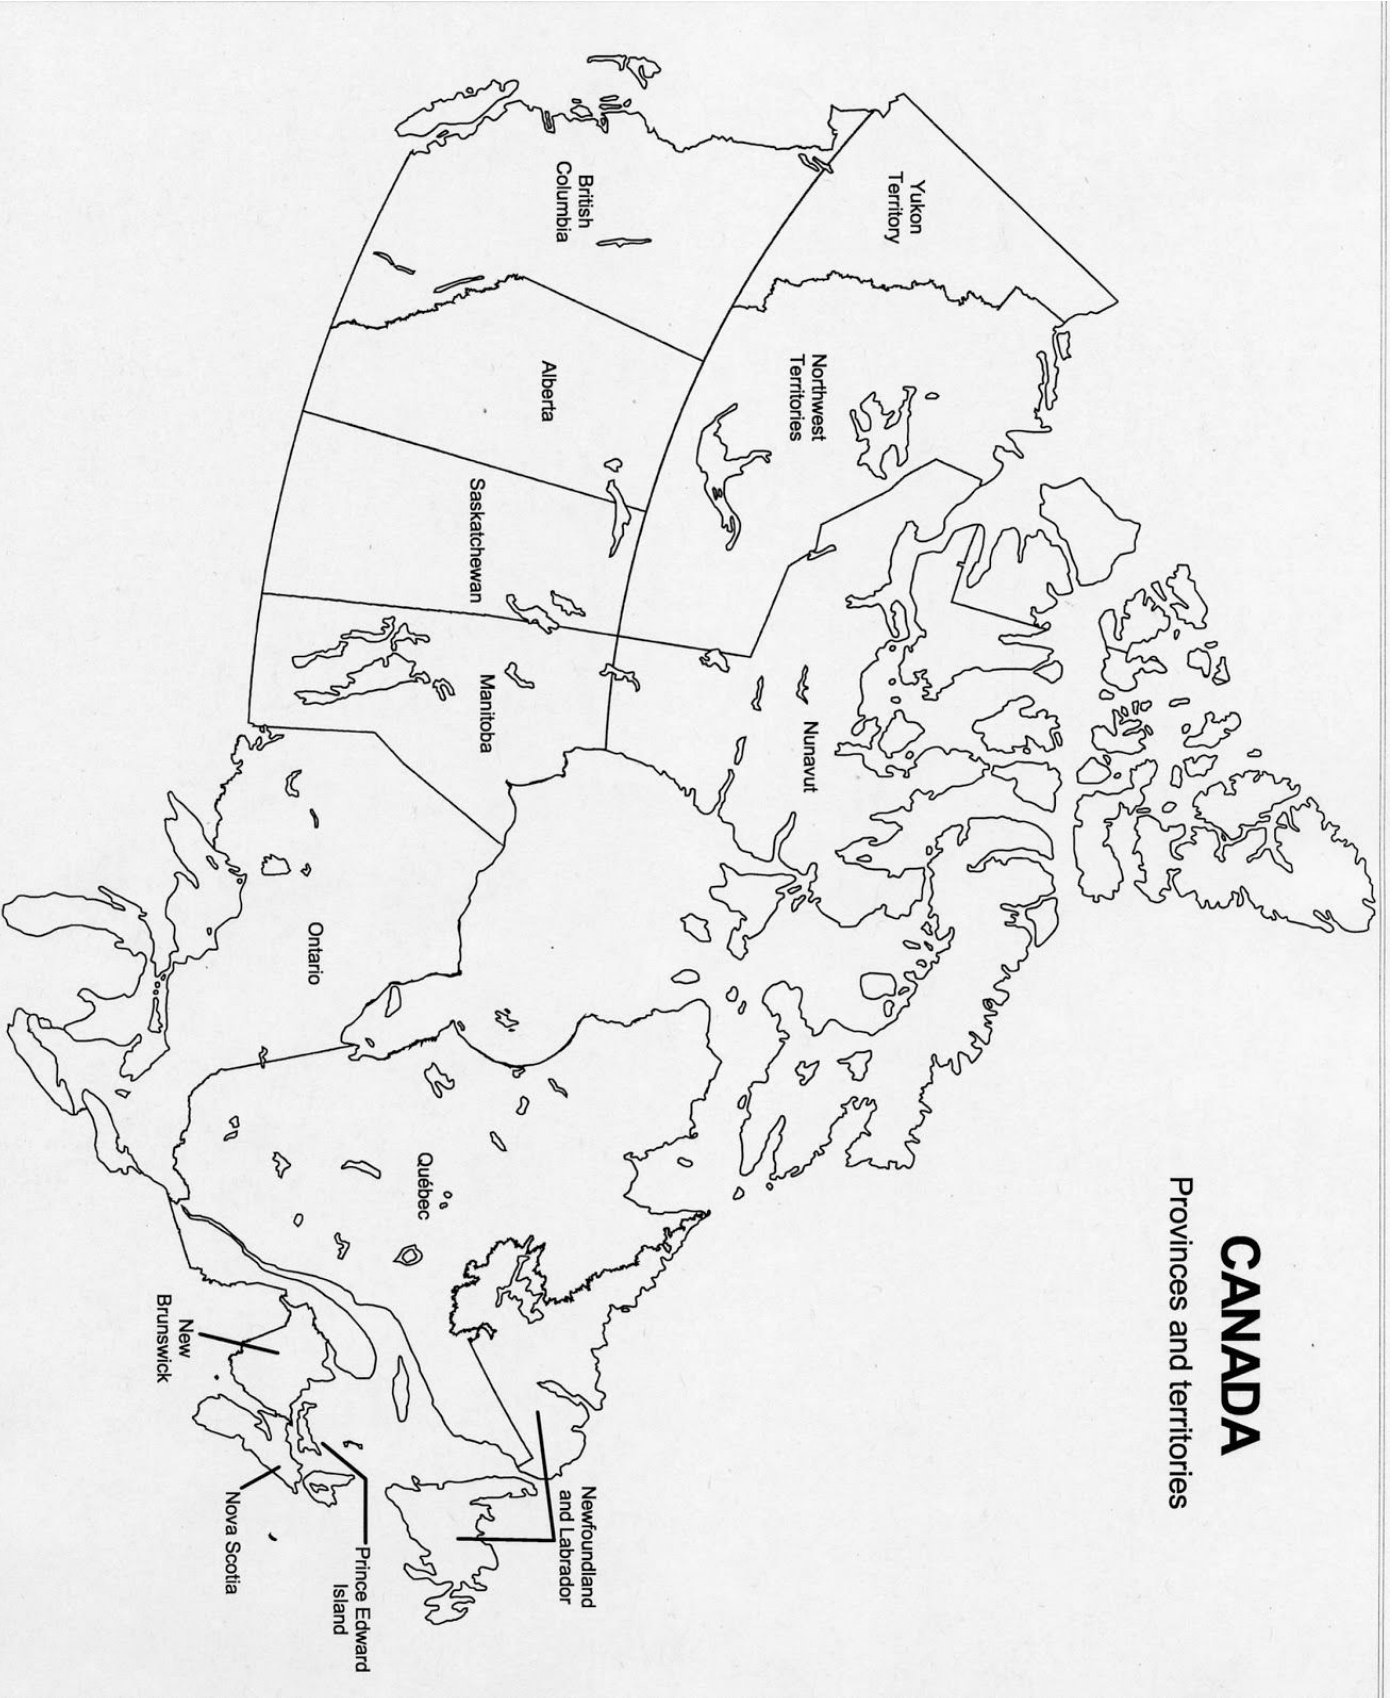 CANADA
Provinces and territories
Yukon
Territory
Northwest
Territories
Nunavut
British
Columbia
Alberta
Saskatchewan
Manitoba
Ontario
Québec
Newfoundland
and Labrador
Prince Edward
Island
Nova Scotia
New
Brunswick